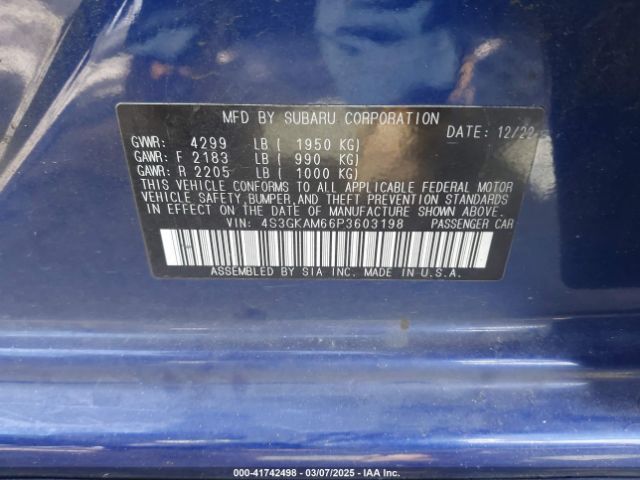 MFD BY SUBARU CORPORATION
DATE: 12/22
GVWR: 4299 LB ( 1950 KG)
GAWR: F 2183 LB ( 990 KG)
GAWR: R 2205 LB ( 1000 KG)
THIS VEHICLE CONFORMS TO ALL APPLICABLE FEDERAL MOTOR
VEHICLE SAFETY,BUMPER,AND THEFT PREVENTION STANDARDS
IN EFFECT ON THE DATE OF MANUFACTURE SHOWN ABOVE.
VIN: 4S3GKAM66P3603198 PASSENGER CAR
ASSEMBLED BY SIA INC. MADE IN U.S.A.
000-41742498 - 03/07/2025 - IAA Inc.